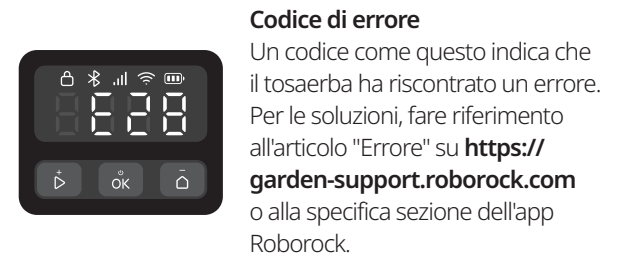 Codice di errore
Un codice come questo indica che
il tosaerba ha riscontrato un errore.
Per le soluzioni, fare riferimento
all'articolo "Errore" su https://
garden-support.roborock.com
o alla specifica sezione dell'app
Roborock.
E28
OK